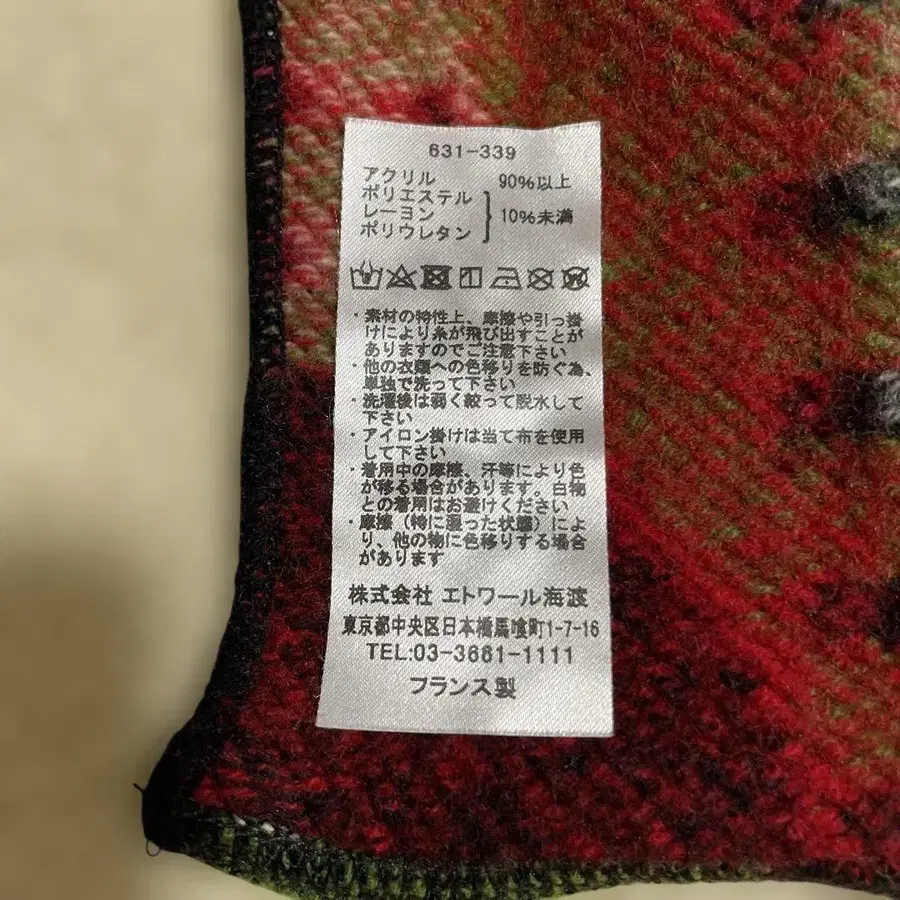 631-339
アクリル 90%以上
ポリエステル
レーヨン 10%未満
ポリウレタン
・素材の特性上、摩擦や引っ掛
けにより糸が飛び出すことが
ありますのでご注意下さい
・他の衣類への色移りを防ぐ為、
単独で洗って下さい
・洗濯後は弱く絞って脱水して
下さい
・アイロン掛けは当て布を使用
して下さい
・着用中の摩擦、汗等により色
が移る場合があります。白物
との着用はお避けください
・摩擦（特に湿った状態）によ
り、他の物に色移りする場合
があります
株式会社 エトワール海渡
東京都中央区日本橋馬喰町1-7-16
TEL:03-3661-1111
フランス製